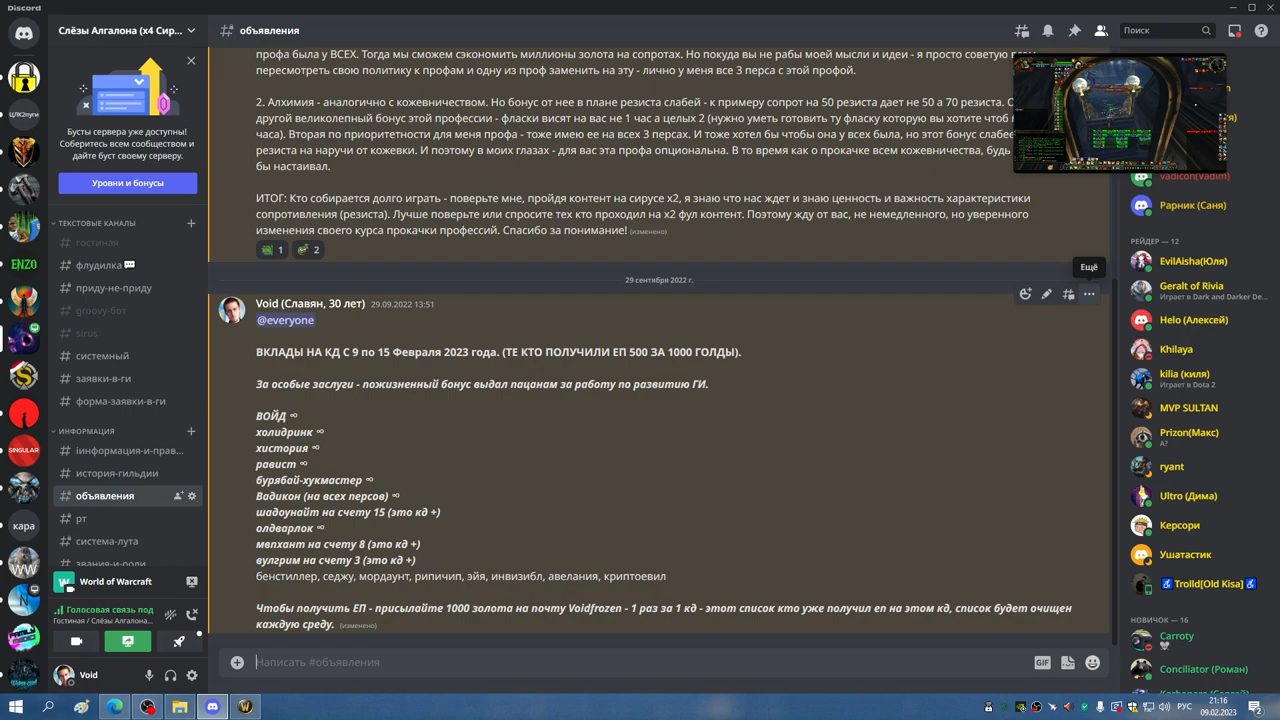 Discord
Слёзы Алгалона (x4 Сир...
объявления
Поиск
Бусты сервера уже доступны!
Соберитесь всем сообществом и
дайте буст своему серверу.
Уровни и бонусы
ТЕКСТОВЫЕ КАНАЛЫ
гостиная
флудилка
приду-не-приду
groovy-бот
sirus
системный
заявки-в-ги
форма-заявки-в-ги
ИНФОРМАЦИЯ
информация-и-прав...
история-гильдии
объявления
рт
система-лута
звания-и-роли
World of Warcraft
Голосовая связь под
Гостиная / Слёзы Алгалона...
Void
ЦЛК2пуги
ENZO
SINGULAR
кара
профа была у ВСЕХ. Тогда мы сможем сэкономить миллионы золота на сопротах. Но покуда вы не рабы моей мысли и идеи - я просто советую
пересмотреть свою политику к профам и одну из проф заменить на эту - лично у меня все 3 перса с этой профой.
2. Алхимия - аналогично с кожевничеством. Но бонус от нее в плане резиста слабей - к примеру сопрот на 50 резиста дает не 50 а 70 резиста.
другой великолепный бонус этой профессии - фласки висят на вас не 1 час а целых 2 (нужно уметь готовить ту фласку которую вы хотите чтоб
часа). Вторая по приоритетности для меня профа - тоже имею ее на всех 3 персах. И тоже хотел бы чтобы она у всех была, но этот бонус слабее
резиста на наручи от кожевни. И поэтому в моих глазах - для вас эта профа опциональна. В то время как о прокачке всем кожевничества, будь
бы настаивал.
ИТОГ: Кто собирается долго играть - поверьте мне, пройдя контент на сирусе x2, я знаю что нас ждет и знаю ценность и важность характеристики
сопротивления (резиста). Лучше поверьте или спросите тех кто проходил на x2 фул контент. Поэтому жду от вас, не немедленного, но уверенного
изменения своего курса прокачки профессий. Спасибо за понимание! (изменено)
1 2
29 сентября 2022 г.
Ещё
Void (Славян, 30 лет) 29.09.2022 13:51
@everyone
ВКЛАДЫ НА КД С 9 по 15 Февраля 2023 года. (ТЕ КТО ПОЛУЧИЛИ ЕП 500 ЗА 1000 ГОЛДЫ).
За особые заслуги - пожизненный бонус выдал пацанам за работу по развитию ГИ.
ВОЙД ∞
холидринк ∞
хистория ∞
равист ∞
бурябай-хукмастер ∞
Вадикон (на всех персов) ∞
шадоунайт на счету 15 (это кд +)
олдварлок ∞
мвпхант на счету 8 (это кд +)
вулгрим на счету 3 (это кд +)
бенстиллер, седжу, мордаунт, рипичип, эйя, инвизибл, авелания, криптоевил
Чтобы получить ЕП - присылайте 1000 золота на почту Voidfrozen - 1 раз за 1 кд - этот список кто уже получил еп на этом кд, список будет очищен
каждую среду. (изменено)
Написать #объявления
GIF
vadicon(Vadim)
Рарник (Саня)
РЕЙДЕР — 12
EvilAisha(Юля)
Geralt of Rivia
Играет в Dark and Darker De...
Helo (Алексей)
Khilaya
kilia (киля)
Играет в Dota 2
MVP SULTAN
Prizon(Макс)
А?
ryant
Ultro (Дима)
Керсори
Ушатастик
Trolld[Old Kisa]
НОВИЧОК — 16
Carroty
Conciliator (Роман)
РУС
21:16
09.02.2023
2